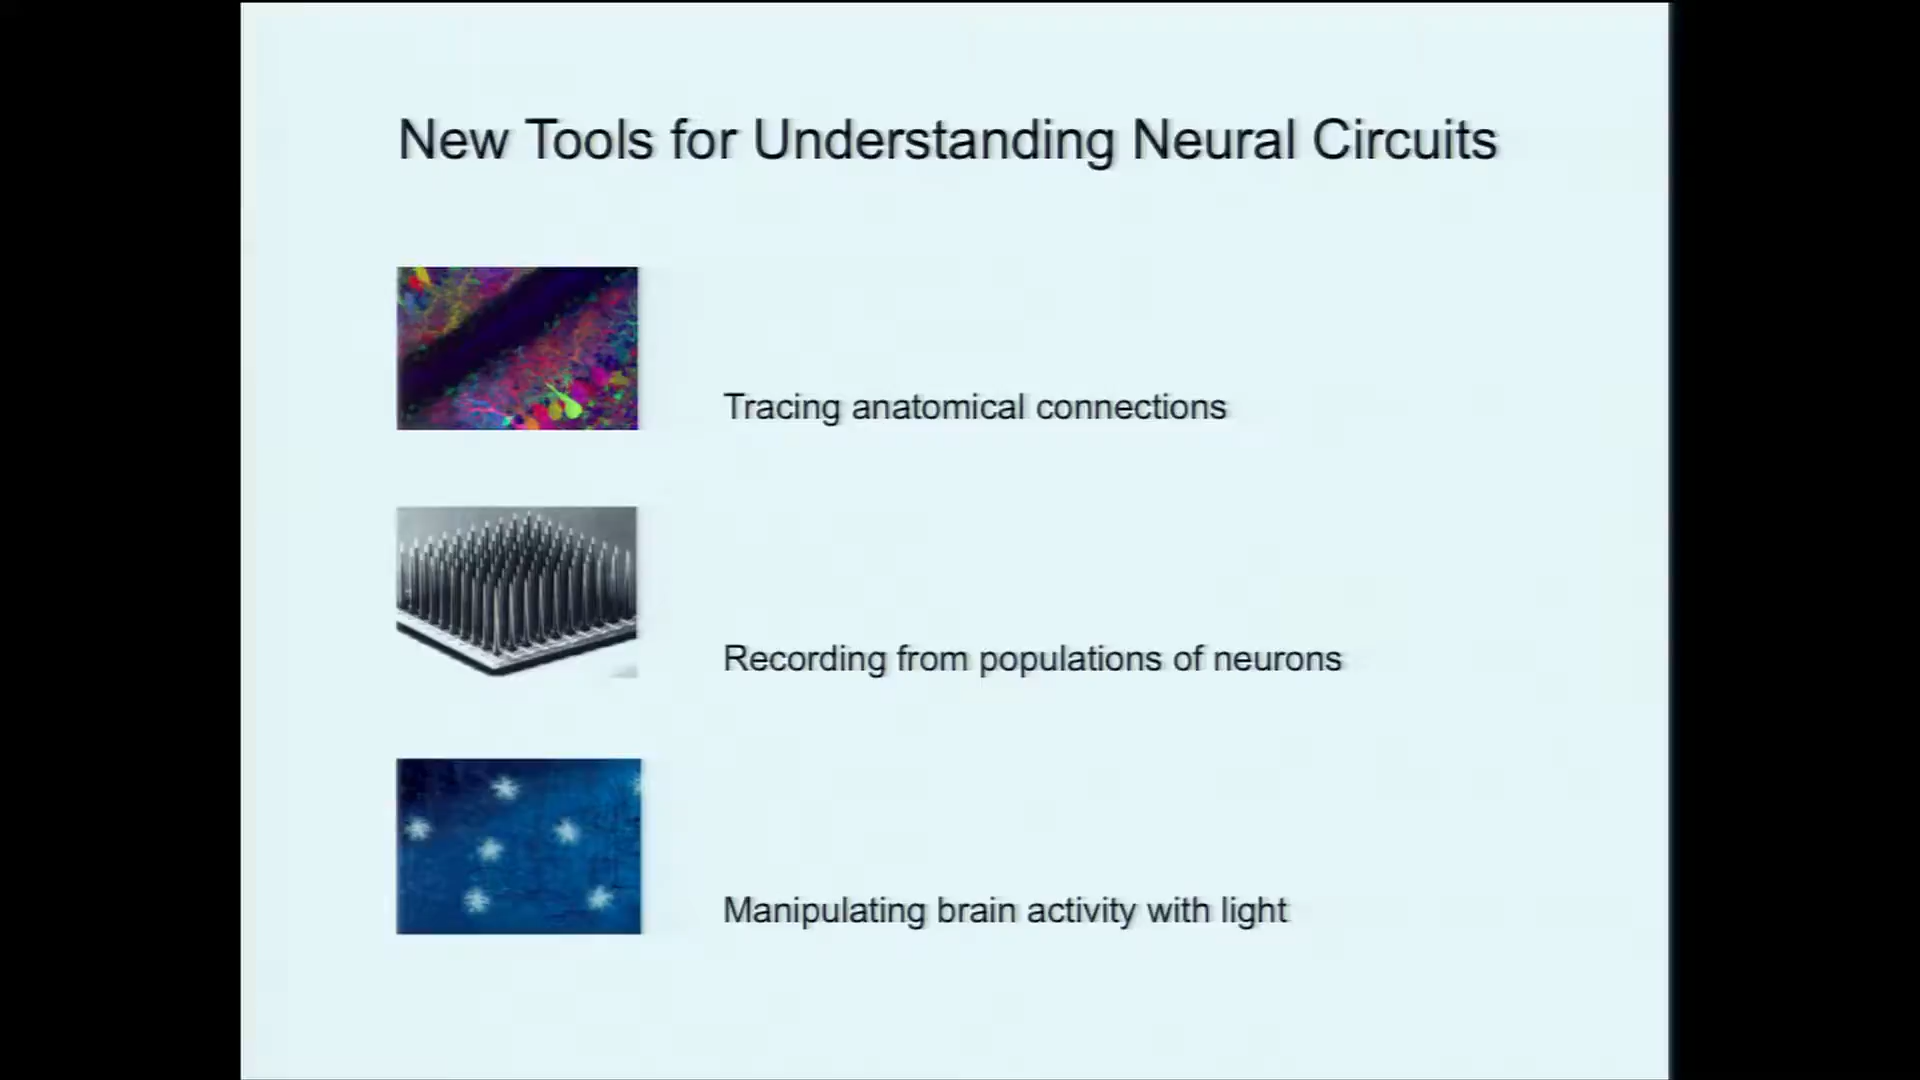 New Tools for Understanding Neural Circuits
Tracing anatomical connections
Recording from populations of neurons
Manipulating brain activity with light